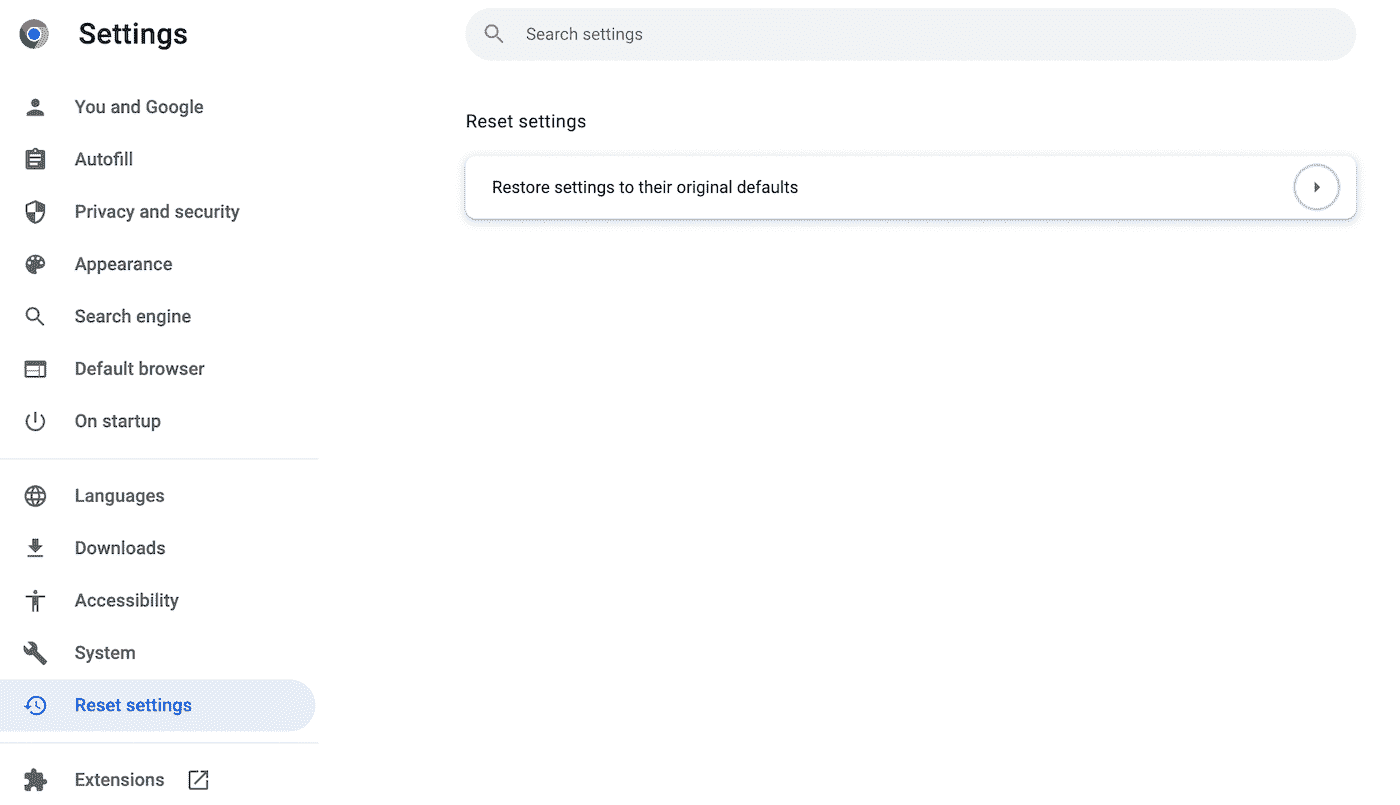 Settings
Search settings
You and Google
Autofill
Privacy and security
Appearance
Search engine
Default browser
On startup
Languages
Downloads
Accessibility
System
Reset settings
Extensions
Reset settings
Restore settings to their original defaults